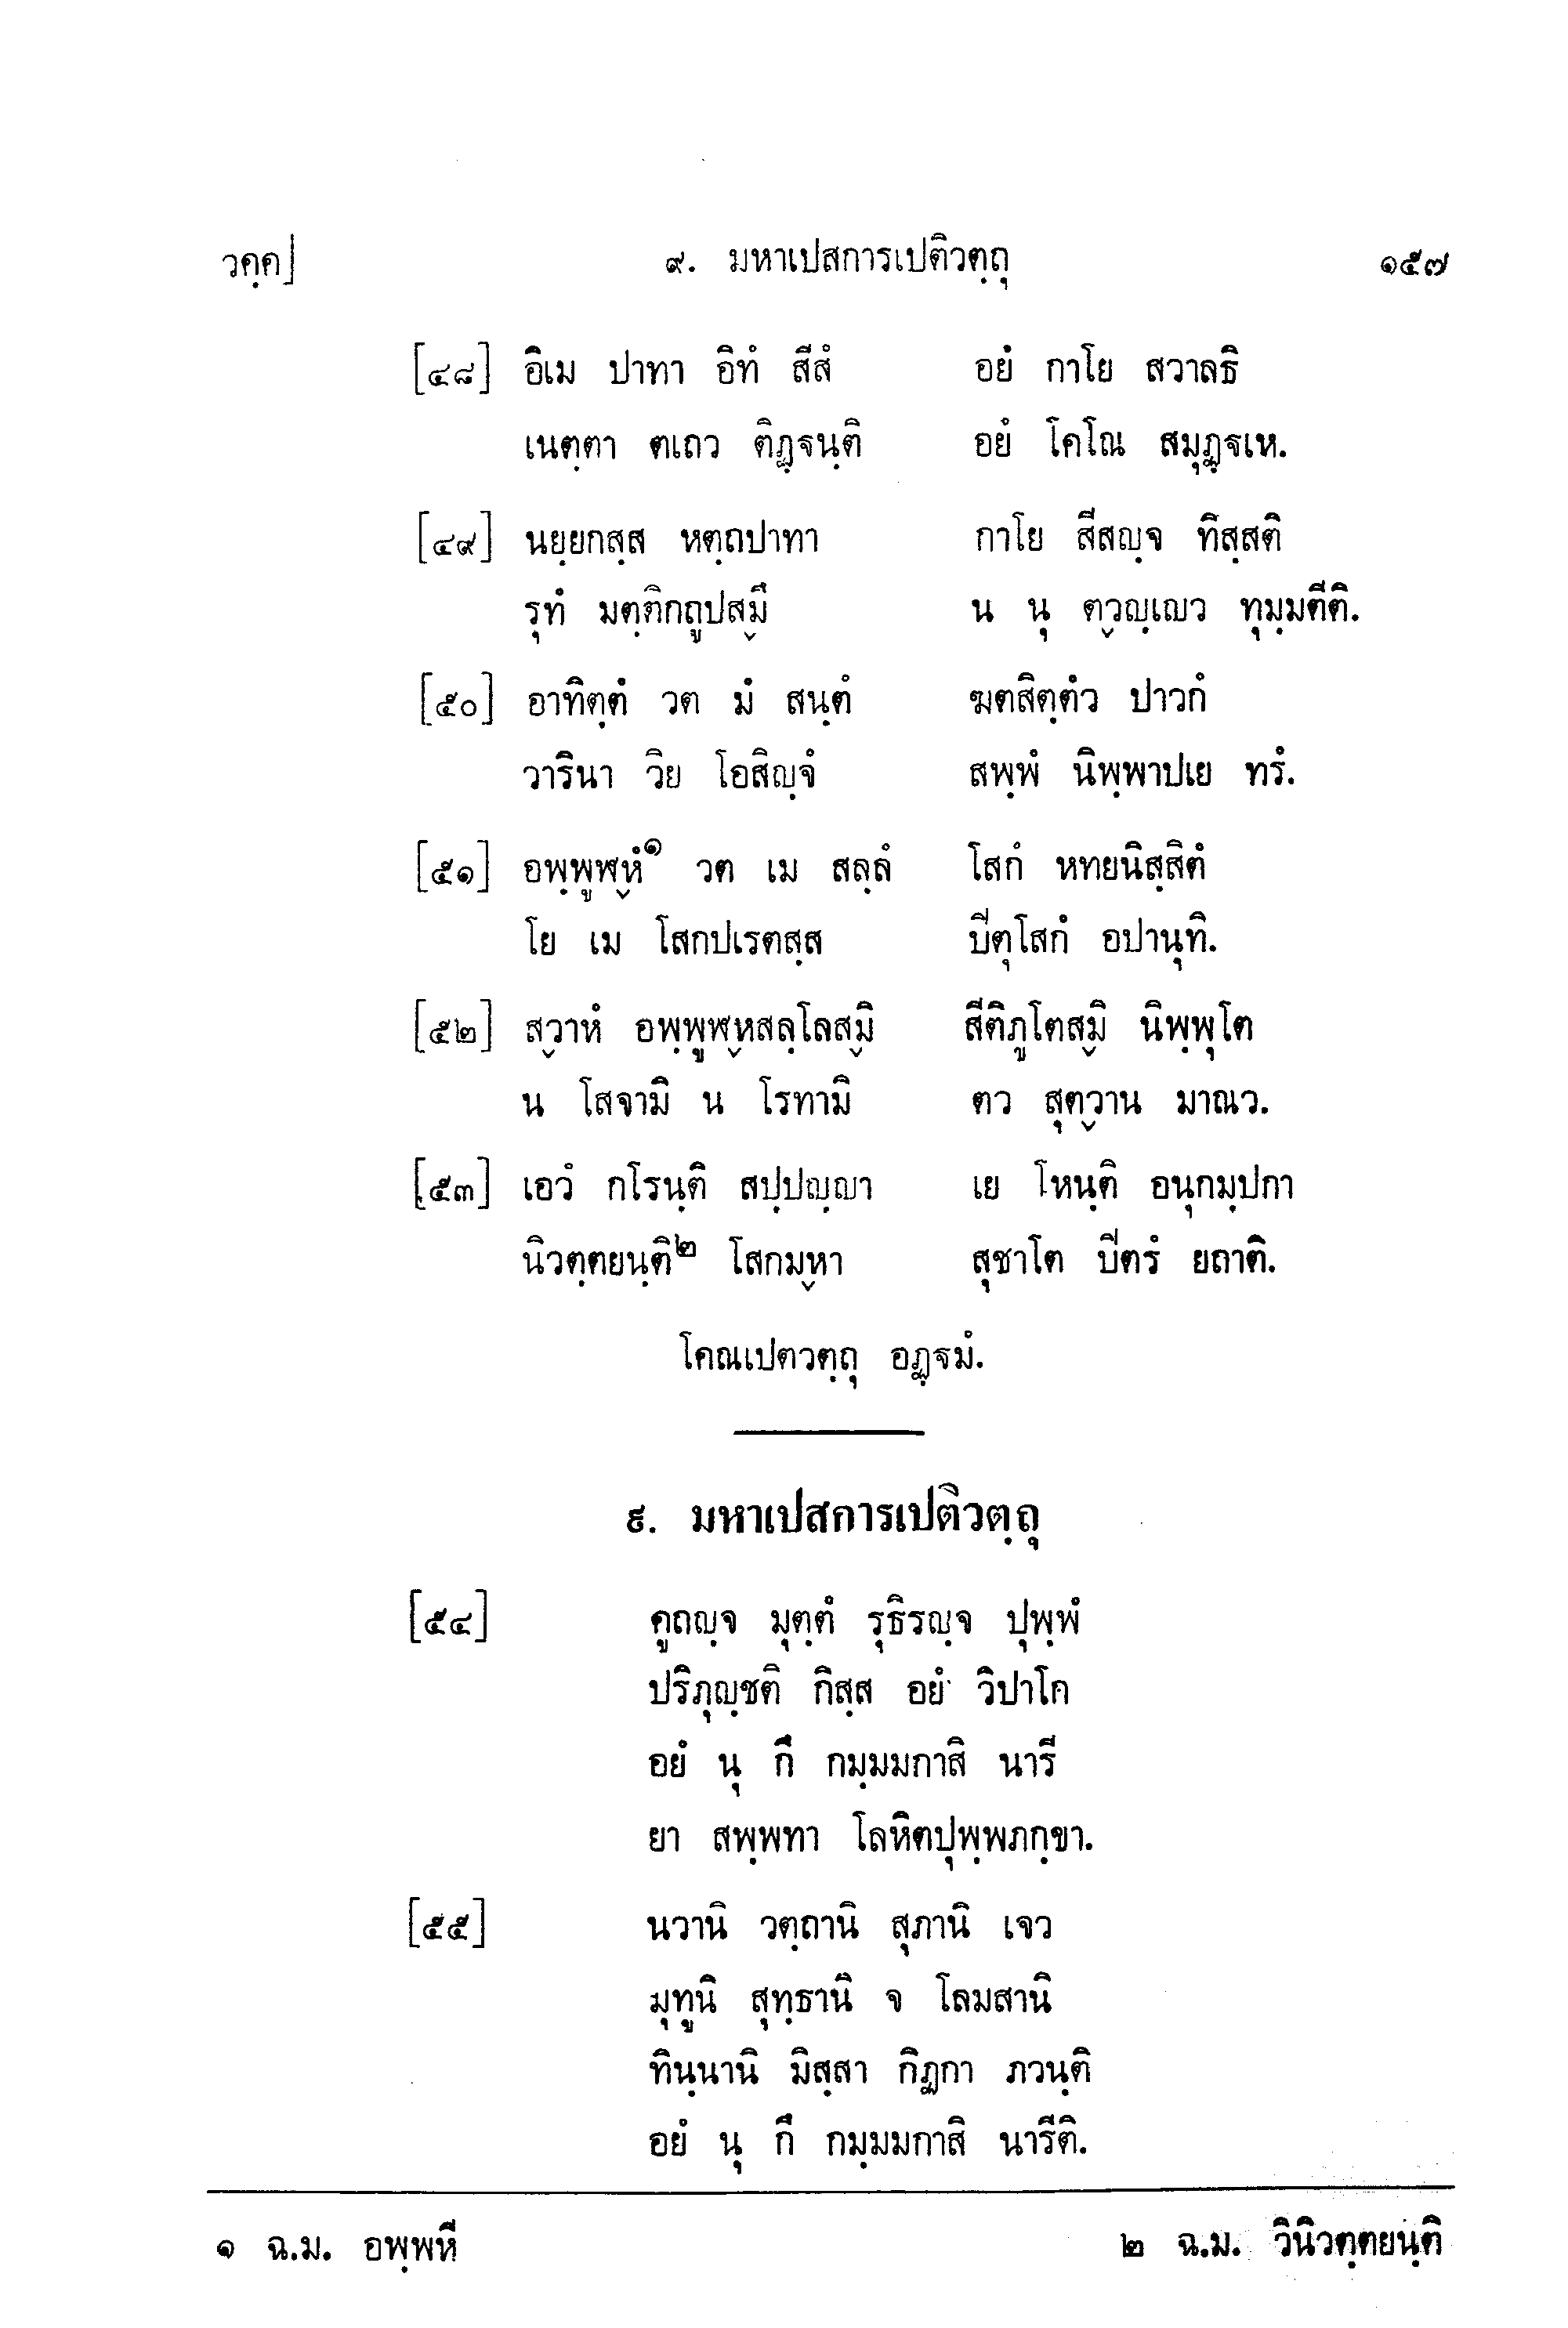 วคฺค] ๙. มหาเปสการเปติวตฺถุ ๑๕๗
[๔๘] อิเม ปาทา อิทํ สีสํ อยํ กาโย สวาลธิ
เนตฺตา ตเถว ติฏฺฐนฺติ อยํ โคโณ สมุฏฺฐเห.
[๔๙] นยฺยกสฺส หตฺถปาทา กาโย สีสญฺจ ทิสฺสติ
รุทํ มตฺติกถูปสฺมึ น นุ ตฺวญฺเญว ทุมฺมตีติ.
[๕๐] อาทิตฺตํ วต มํ สนฺตํ ฆตสิตฺตํว ปาวกํ
วารินา วิย โอสิญฺจํ สพฺพํ นิพฺพาปเย ทรํ.
[๕๑] อพฺพูฬฺหํ๑ วต เม สลฺลํ โสกํ หทยนิสฺสิตํ
โย เม โสกปเรตสฺส ปีตุโสกํ อปานุทิ.
[๕๒] สฺวาหํ อพฺพูฬฺหสลฺโลสฺมิ สีติภูโตสฺมิ นิพฺพุโต
น โสจามิ น โรทามิ ตว สุตฺวาน มาณว.
[๕๓] เอวํ กโรนฺติ สปฺปญฺญา เย โหนฺติ อนุกมฺปกา
นิวตฺตยนฺติ๒ โสกมฺหา สุชาโต ปีตรํ ยถาติ.
โคณเปตวตฺถุ อฏฺฐมํ.
๙. มหาเปสการเปติวตฺถุ
[๕๔] คูถญฺจ มุตฺตํ รุธิรญฺจ ปุพฺพํ
ปริภุญฺชติ กิสฺส อยํ วิปาโก
อยํ นุ กึ กมฺมมกาสิ นารี
ยา สพฺพทา โลหิตปุพฺพภกฺขา.
[๕๕] นวานิ วตฺถานิ สุภานิ เจว
มุทูนิ สุทฺธานิ จ โลมสานิ
ทินฺนานิ มิสฺสา กิฏกา ภวนฺติ
อยํ นุ กึ กมฺมมกาสิ นารีติ.
๑ ฉ.ม. อพฺพหี ๒ ฉ.ม. วินิวตฺตยนฺติ